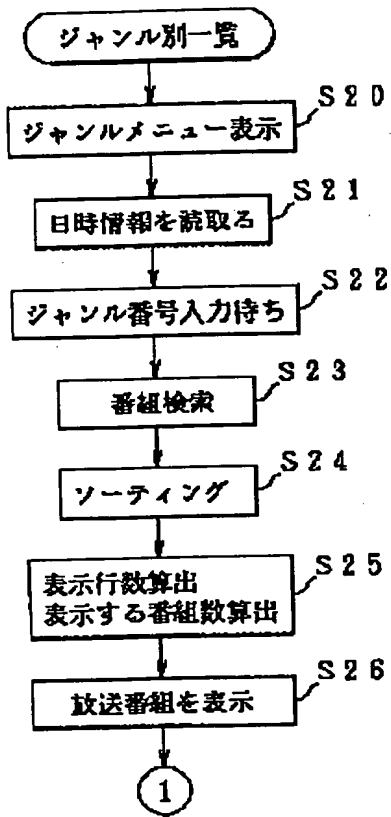 ジャンル別一覧
S20
ジャンルメニュー表示
S21
日時情報を読取る
S22
ジャンル番号入力待ち
S23
番組検索
S24
ソーティング
S25
表示行数算出
表示する番組数算出
S26
放送番組を表示
1